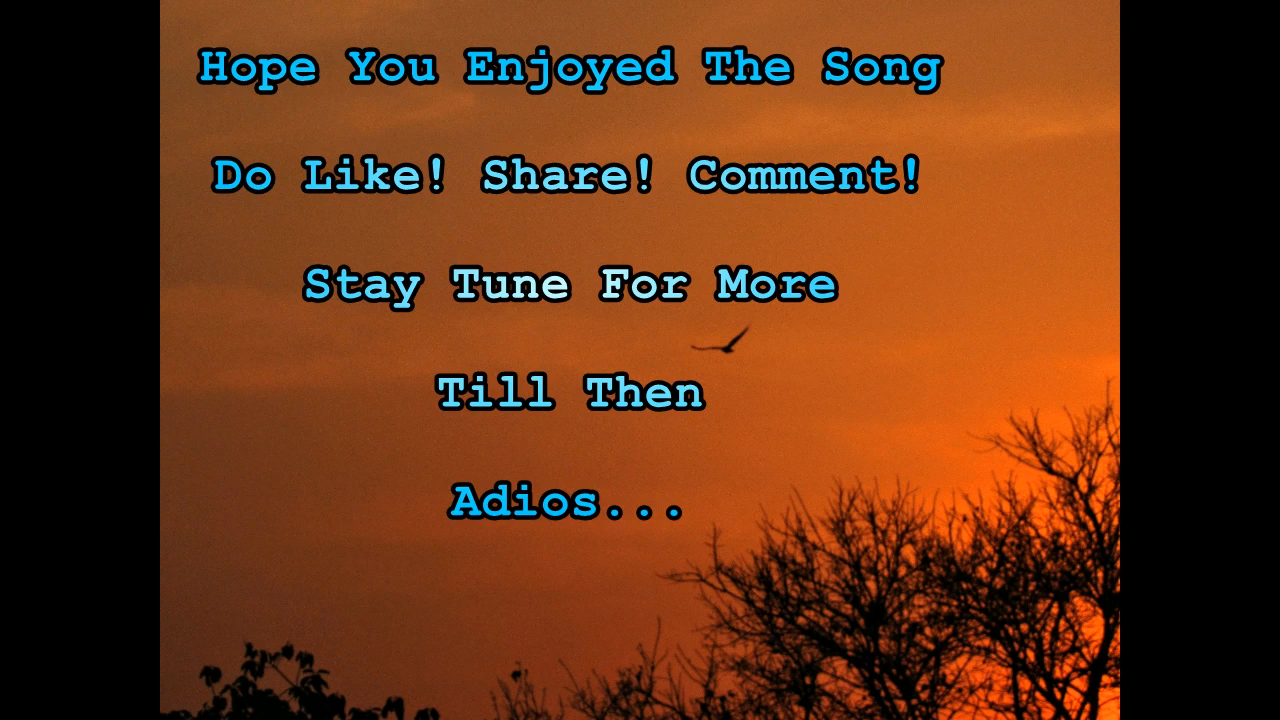 Hope You Enjoyed The Song
Do Like! Share! Comment!
Stay Tune For More
Till Then
Adios...